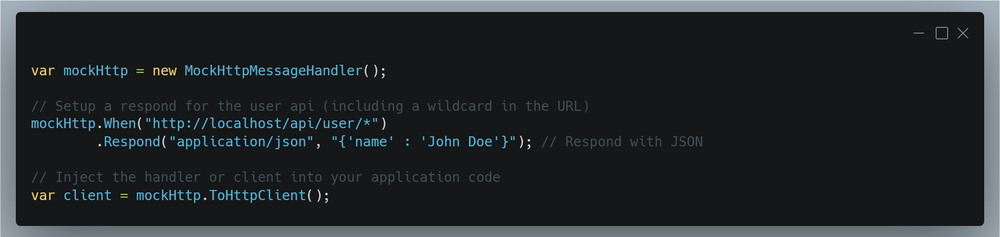 var mockHttp = new MockHttpMessageHandler();
// Setup a respond for the user api (including a wildcard in the URL)
mockHttp.When("http://localhost/api/user/*")
        .Respond("application/json", "{'name' : 'John Doe'}"); // Respond with JSON
// Inject the handler or client into your application code
var client = mockHttp.ToHttpClient();